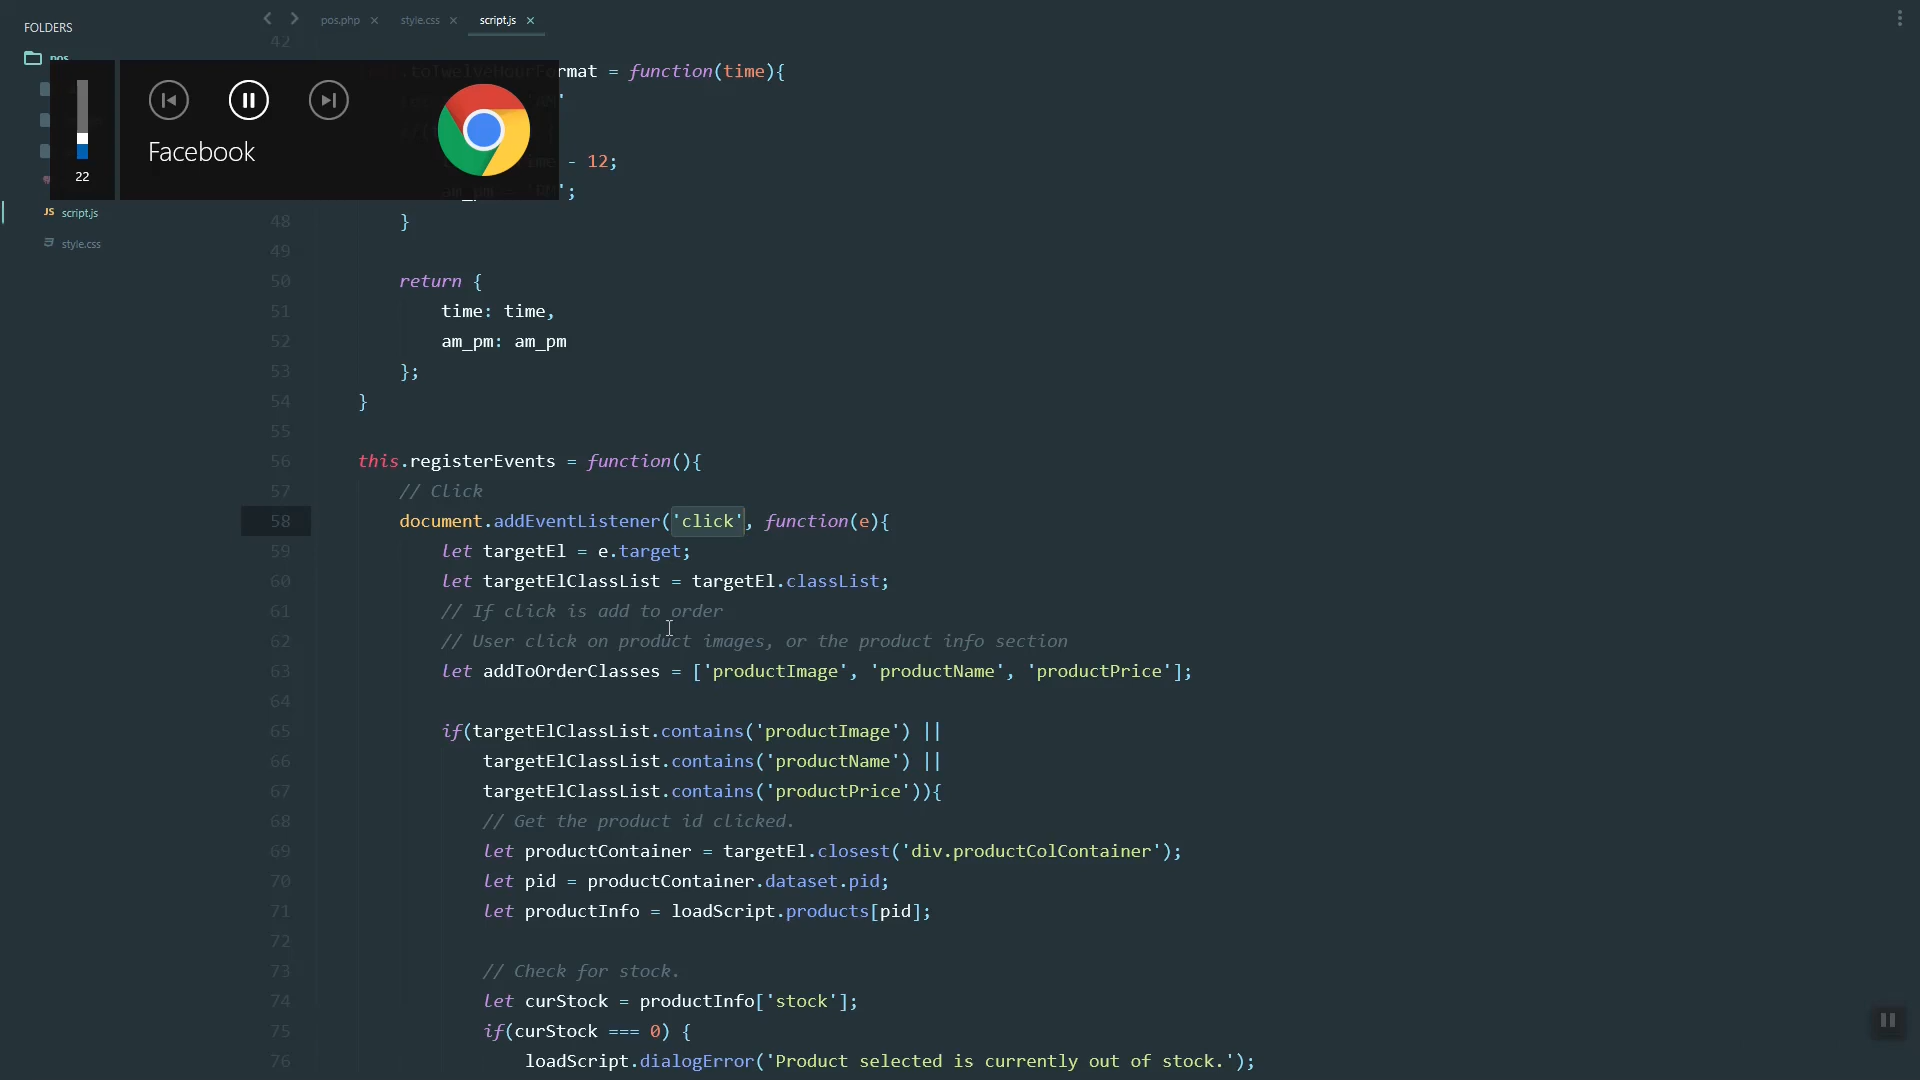 FOLDERS
pos.php
style.css
script.js
pos
42
.toTwelveHourFormat = function(time){
- 12;
48 }
49
50 return {
51 time: time,
52 am_pm: am_pm
53 };
54 }
55
56 this.registerEvents = function(){
57 // Click
58 document.addEventListener('click', function(e){
59 let targetEl = e.target;
60 let targetElClassList = targetEl.classList;
61 // If click is add to order
62 // User click on product images, or the product info section
63 let addToOrderClasses = ['productImage', 'productName', 'productPrice'];
64
65 if(targetElClassList.contains('productImage') ||
66 targetElClassList.contains('productName') ||
67 targetElClassList.contains('productPrice')){
68 // Get the product id clicked.
69 let productContainer = targetEl.closest('div.productColContainer');
70 let pid = productContainer.dataset.pid;
71 let productInfo = loadScript.products[pid];
72
73 // Check for stock.
74 let curStock = productInfo['stock'];
75 if(curStock === 0) {
76 loadScript.dialogError('Product selected is currently out of stock.');
Facebook
22
JS script.js
style.css